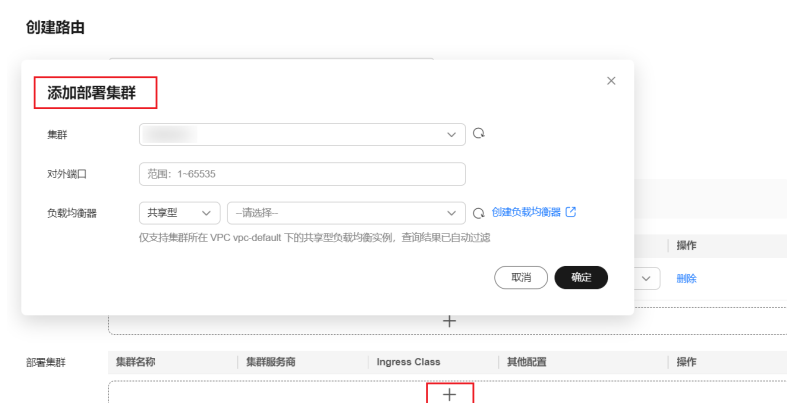 创建路由
添加部署集群
集群
对外端口 范围：1~65535
负载均衡器 共享型 --请选择-- 创建负载均衡器
仅支持集群所在 VPC vpc-default 下的共享型负载均衡实例，查询结果已自动过滤
操作
取消 确定 删除
部署集群 集群名称 集群服务商 Ingress Class 其他配置 操作